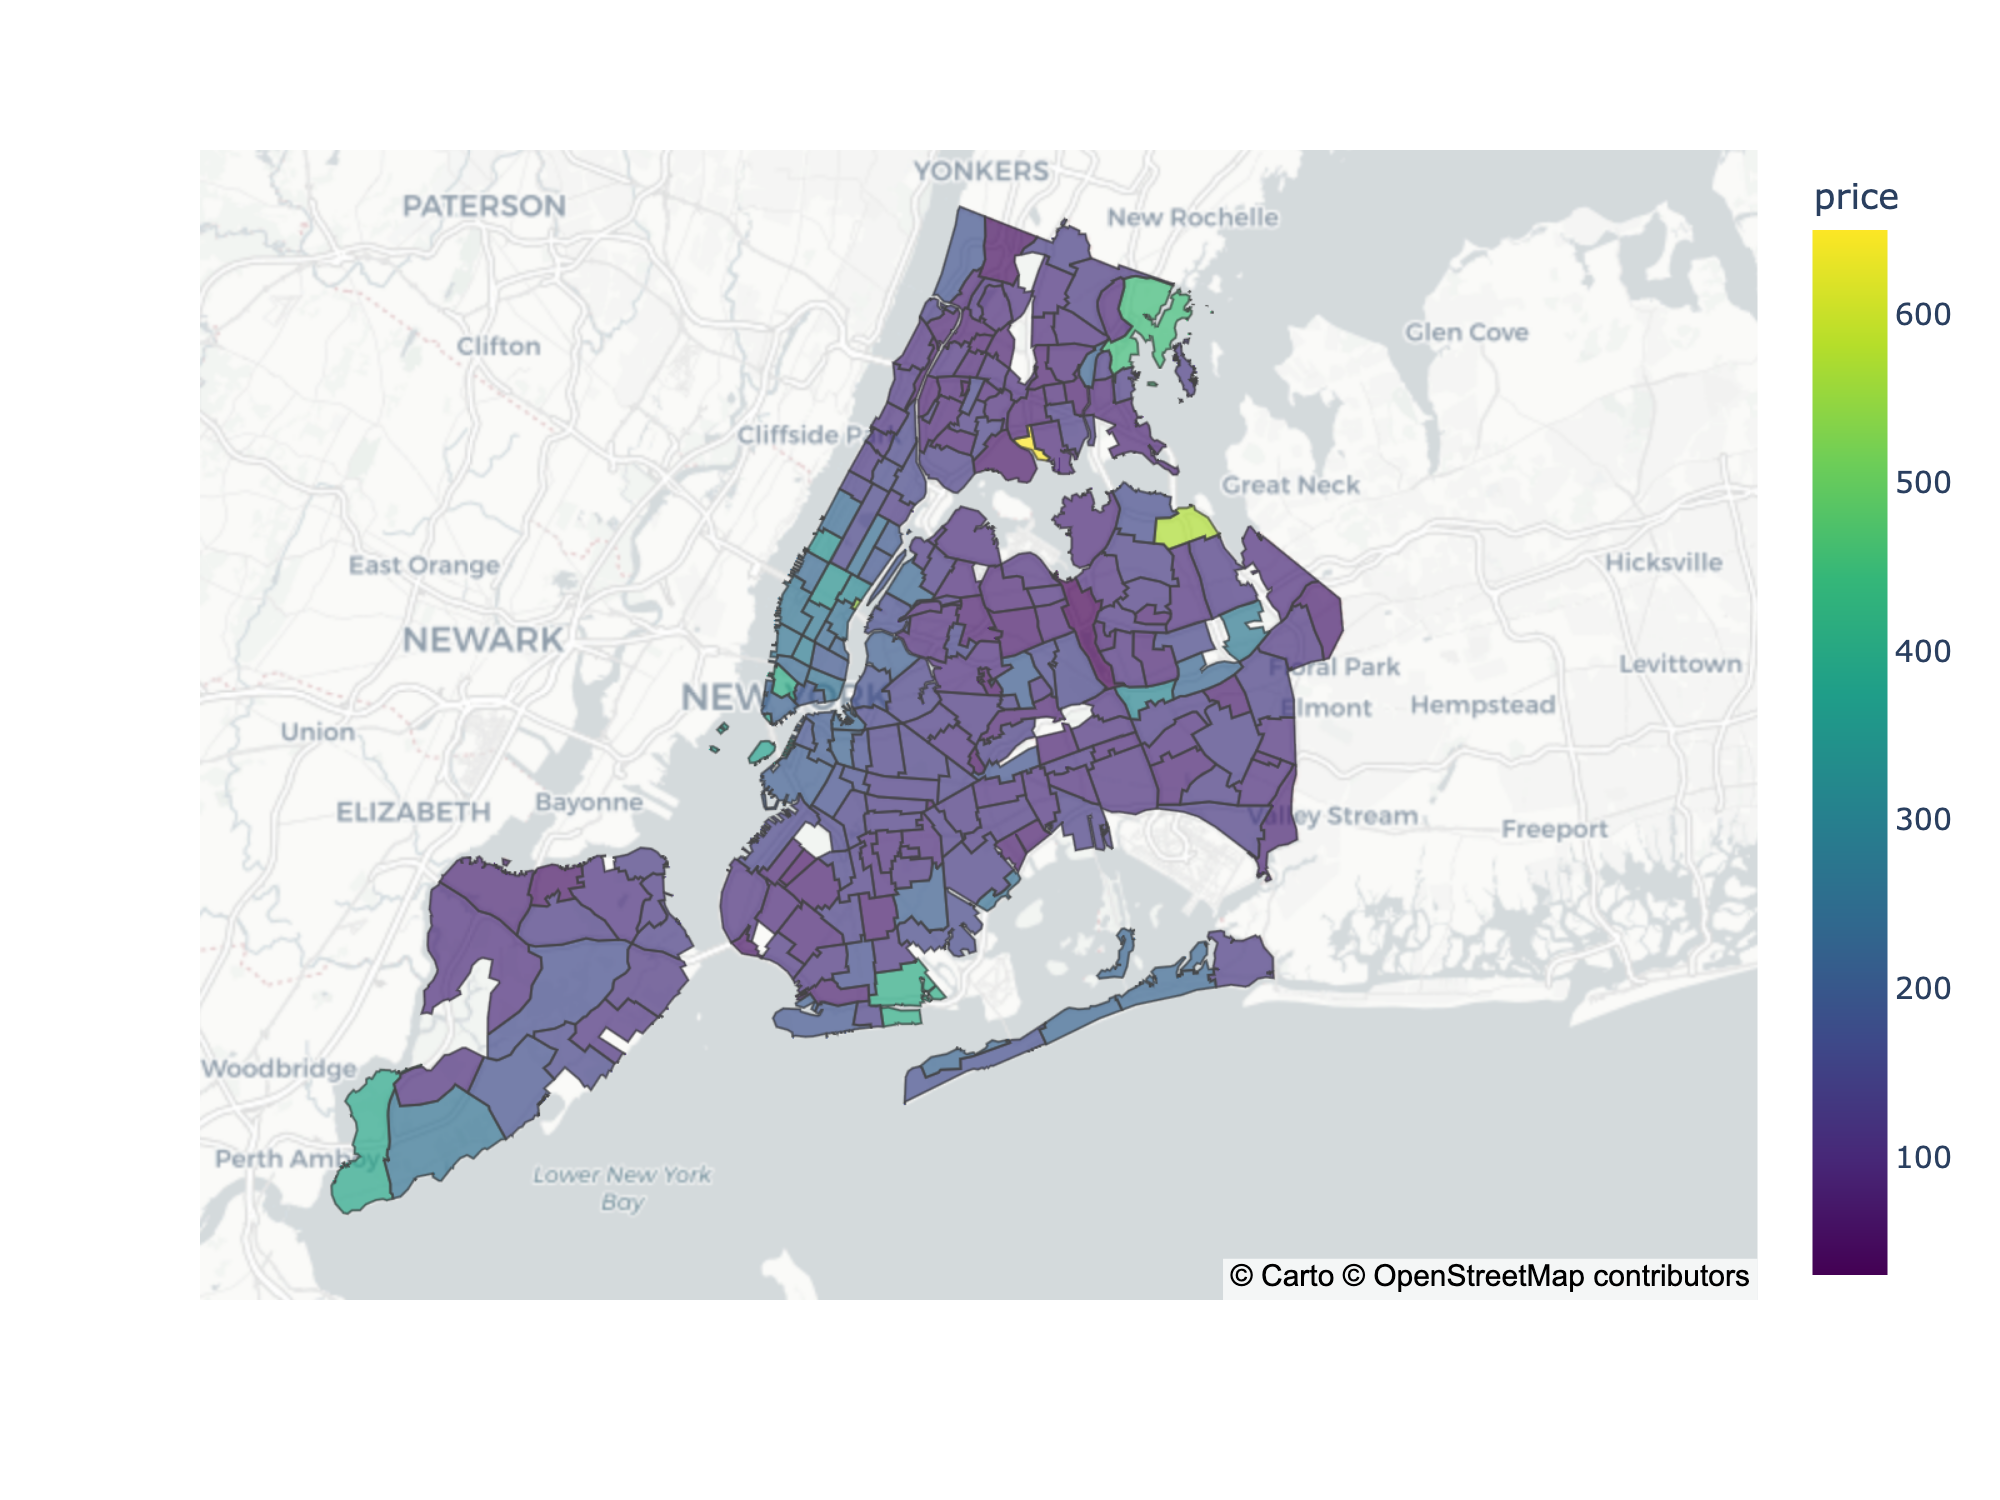 YONKERS
PATERSON
New Rochelle
price
600
Glen Cove
Clifton
Cliffside Park
Great Neck
500
East Orange
Hicksville
NEWARK
400
Floral Park
Levittown
NEW YORK
Elmont
Hempstead
Union
Bayonne
ELIZABETH
Valley Stream
Freeport
300
200
Woodbridge
Perth Amboy
100
Lower New York
Bay
© Carto © OpenStreetMap contributors